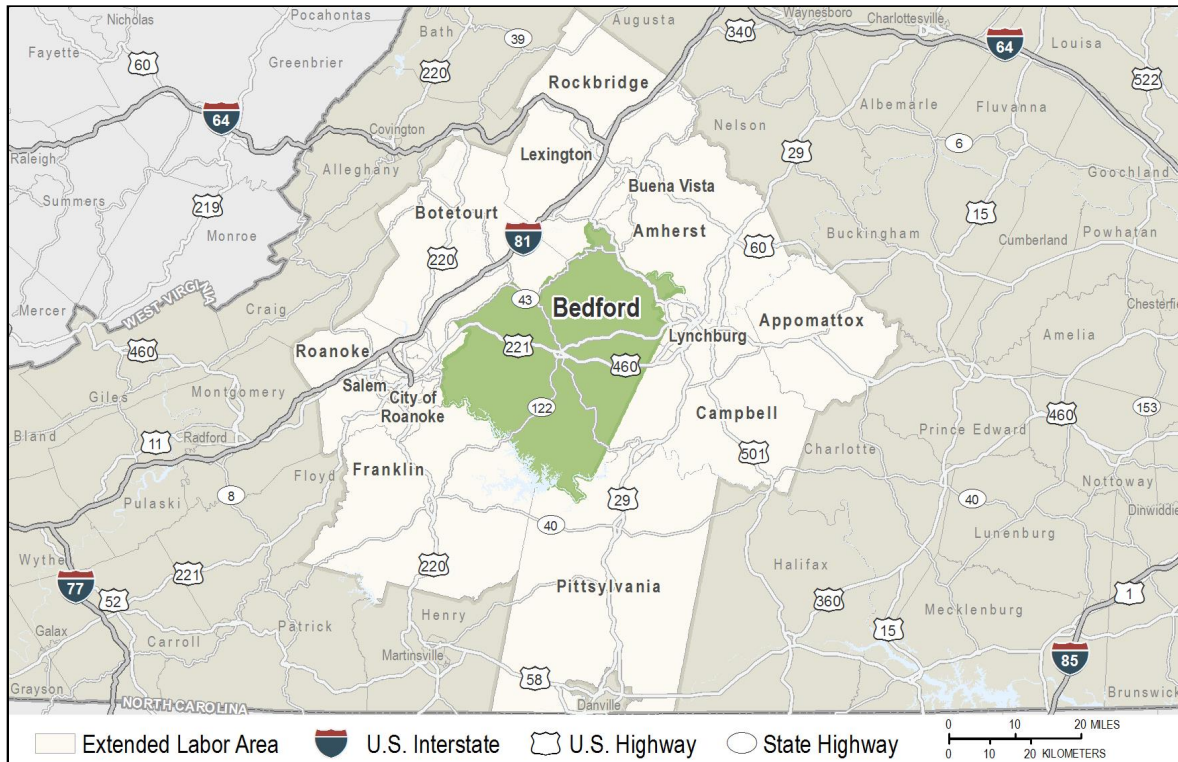 Nicholas
Pocahontas
Augusta
Waynesboro
Charlottesville
Bath
39
340
64
Louisa
Fayette
60
Greenbrier
220
522
Rockbridge
Albemarle
Fluvanna
64
Covington
Nelson
Raleigh
Lexington
29
6
Alleghany
Goochland
Summers
Buena Vista
219
Botetourt
15
Monroe
81
Amherst
Buckingham
Powhatan
220
60
Cumberland
Mercer
WEST VIRGINIA
43
Bedford
Chesterfield
Craig
Appomattox
Amelia
460
Roanoke
221
Lynchburg
460
Salem
Montgomery
Giles
City of
Roanoke
122
Campbell
460
153
Bland
11
Radford
Prince Edward
Charlotte
Franklin
501
Floyd
Nottoway
Pulaski
8
29
40
Dinwiddie
40
Lunenburg
Wythe
220
Pittsylvania
Halifax
77
221
52
360
1
Henry
Mecklenburg
Galax
Carroll
Patrick
15
Martinsville
85
58
Grayson
Danville
Brunswick
NORTH CAROLINA
Extended Labor Area
64
U.S. Interstate
U.S. Highway
State Highway
0 10 20 MILES
0 10 20 KILOMETERS